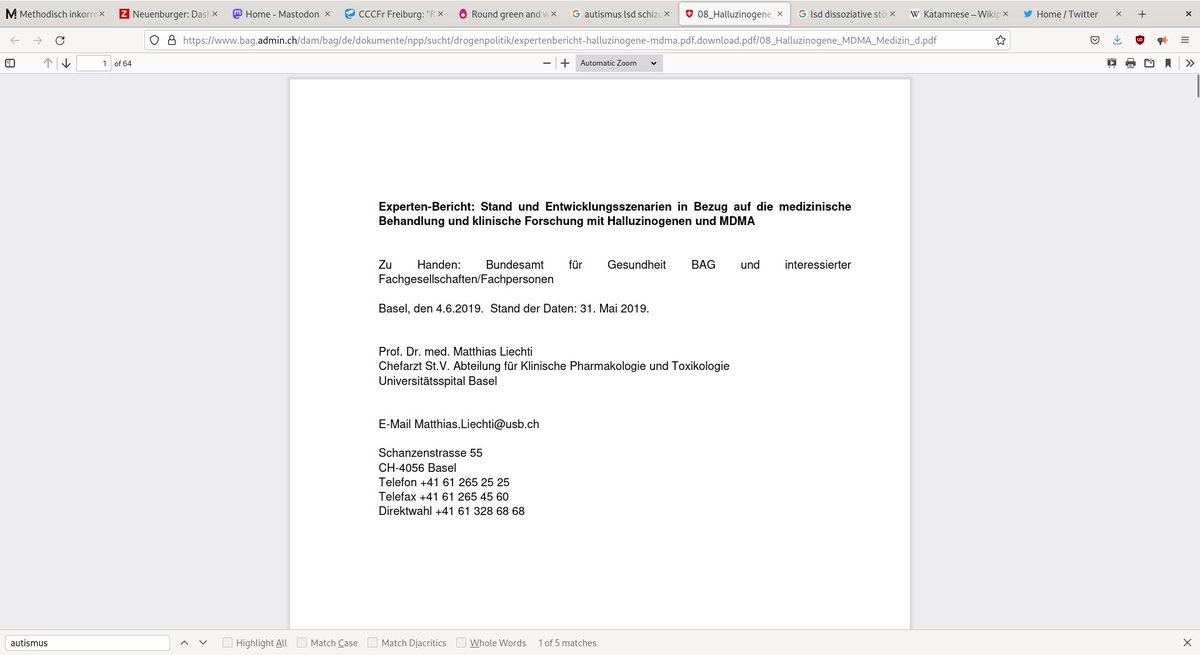 Methodisch inkorre
Neuenburger: Dast
Home - Mastodon
CCCFr Freiburg: "R
Round green and w
autismus lsd schizo
08_Halluzinogene_
lsd dissoziative stö
Katamnese – Wikip
Home / Twitter
https://www.bag.admin.ch/dam/bag/de/dokumente/npp/sucht/drogenpolitik/expertenbericht-halluzinogene-mdma.pdf.download.pdf/08_Halluzinogene_MDMA_Medizin_d.pdf
1 of 64
Automatic Zoom
Experten-Bericht: Stand und Entwicklungsszenarien in Bezug auf die medizinische
Behandlung und klinische Forschung mit Halluzinogenen und MDMA
Zu Handen: Bundesamt für Gesundheit BAG und interessierter
Fachgesellschaften/Fachpersonen
Basel, den 4.6.2019. Stand der Daten: 31. Mai 2019.
Prof. Dr. med. Matthias Liechti
Chefarzt St.V. Abteilung für Klinische Pharmakologie und Toxikologie
Universitätsspital Basel
E-Mail Matthias.Liechti@usb.ch
Schanzenstrasse 55
CH-4056 Basel
Telefon +41 61 265 25 25
Telefax +41 61 265 45 60
Direktwahl +41 61 328 68 68
autismus
Highlight All
Match Case
Match Diacritics
Whole Words
1 of 5 matches